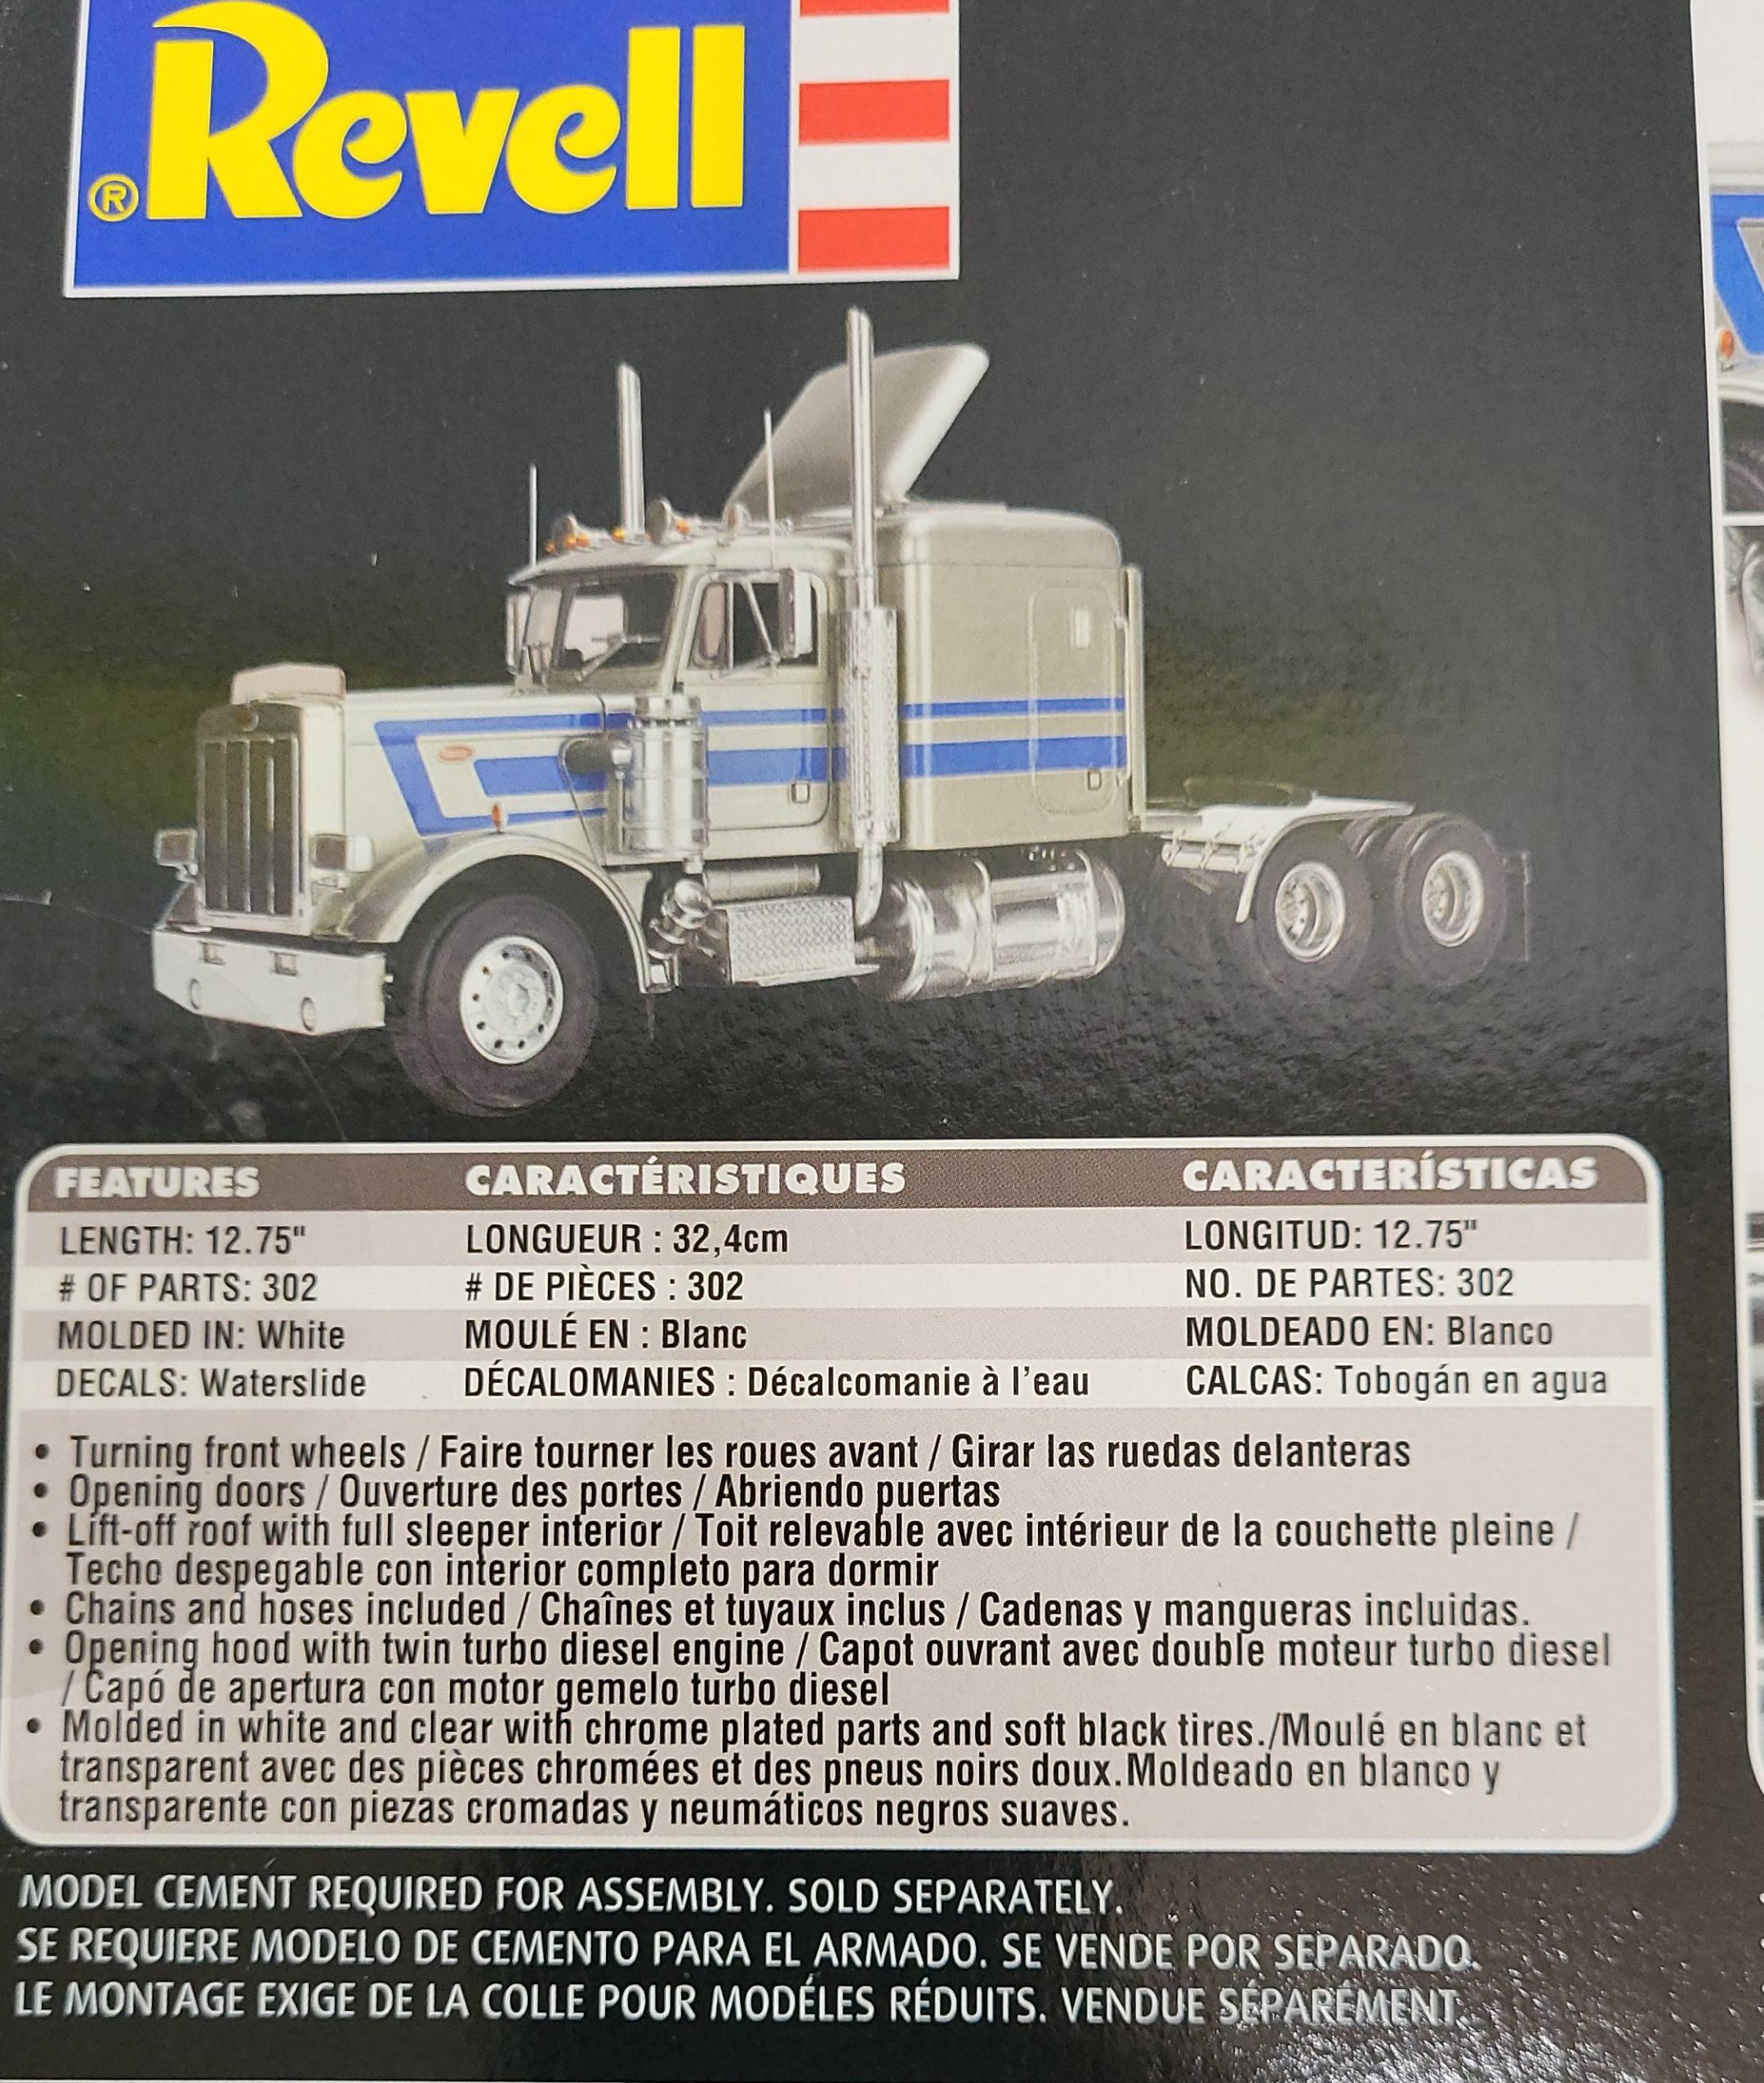 Revell
®
FEATURES CARACTÉRISTIQUES CARACTERÍSTICAS
LENGTH: 12.75" LONGUEUR : 32,4cm LONGITUD: 12.75"
# OF PARTS: 302 # DE PIÈCES : 302 NO. DE PARTES: 302
MOLDED IN: White MOULÉ EN : Blanc MOLDEADO EN: Blanco
DECALS: Waterslide DÉCALOMANIES : Décalcomanie à l'eau CALCAS: Tobogán en agua
• Turning front wheels / Faire tourner les roues avant / Girar las ruedas delanteras
• Opening doors / Ouverture des portes / Abriendo puertas
• Lift-off roof with full sleeper interior / Toit relevable avec intérieur de la couchette pleine /
Techo despegable con interior completo para dormir
• Chains and hoses included / Chaînes et tuyaux inclus / Cadenas y mangueras incluidas.
• Opening hood with twin turbo diesel engine / Capot ouvrant avec double moteur turbo diesel
/ Capó de apertura con motor gemelo turbo diesel
• Molded in white and clear with chrome plated parts and soft black tires./Moulé en blanc et
transparent avec des pièces chromées et des pneus noirs doux.Moldeado en blanco y
transparente con piezas cromadas y neumáticos negros suaves.
MODEL CEMENT REQUIRED FOR ASSEMBLY. SOLD SEPARATELY.
SE REQUIERE MODELO DE CEMENTO PARA EL ARMADO. SE VENDE POR SEPARADO.
LE MONTAGE EXIGE DE LA COLLE POUR MODÉLES RÉDUITS. VENDUE SÉPARÉMENT.